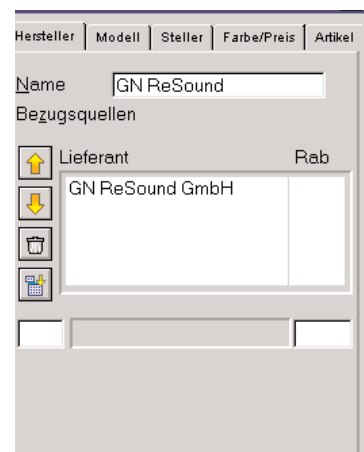 Hersteller Modell Steller Farbe/Preis Artikel
Name GN ReSound
Bezugsquellen
Lieferant Rab
GN ReSound GmbH